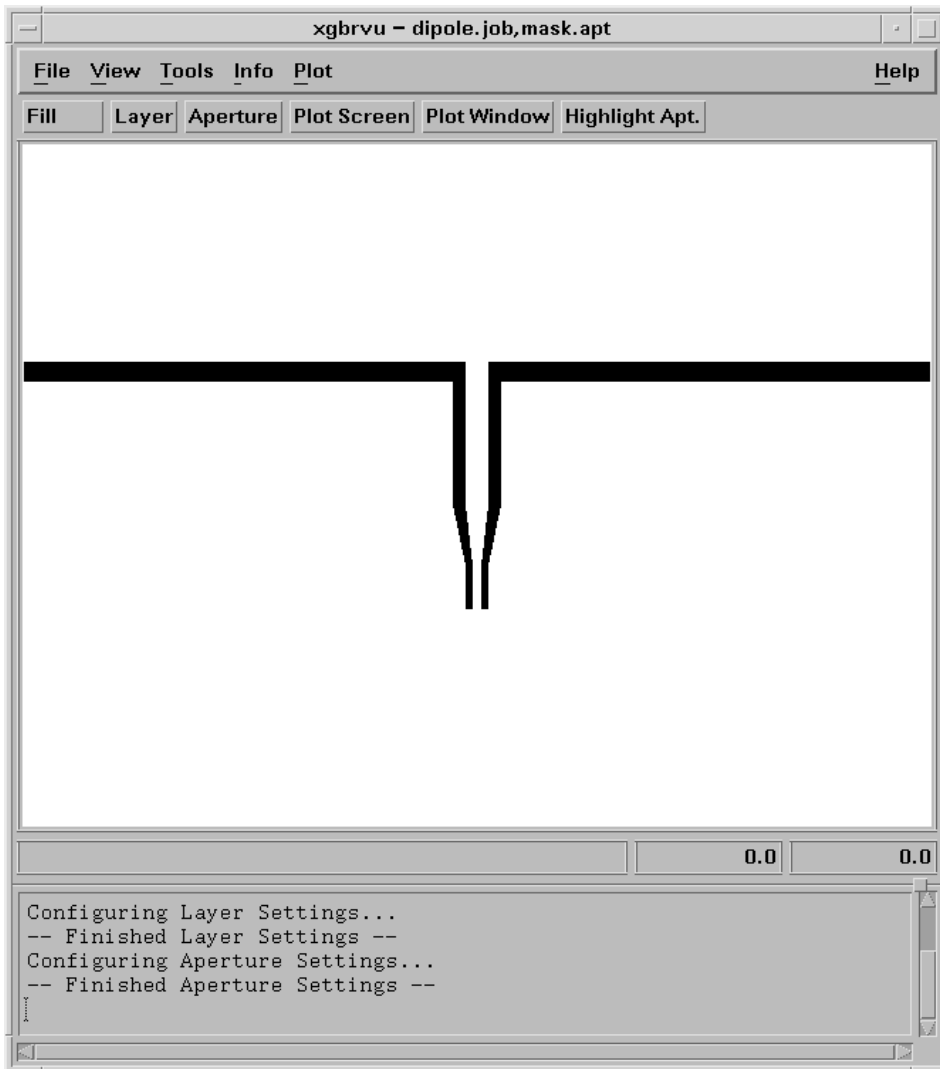 xgbrvu – dipole.job,mask.apt
File View Tools Info Plot Help
Fill Layer Aperture Plot Screen Plot Window Highlight Apt.
0.0 0.0
Configuring Layer Settings...
-- Finished Layer Settings --
Configuring Aperture Settings...
-- Finished Aperture Settings --